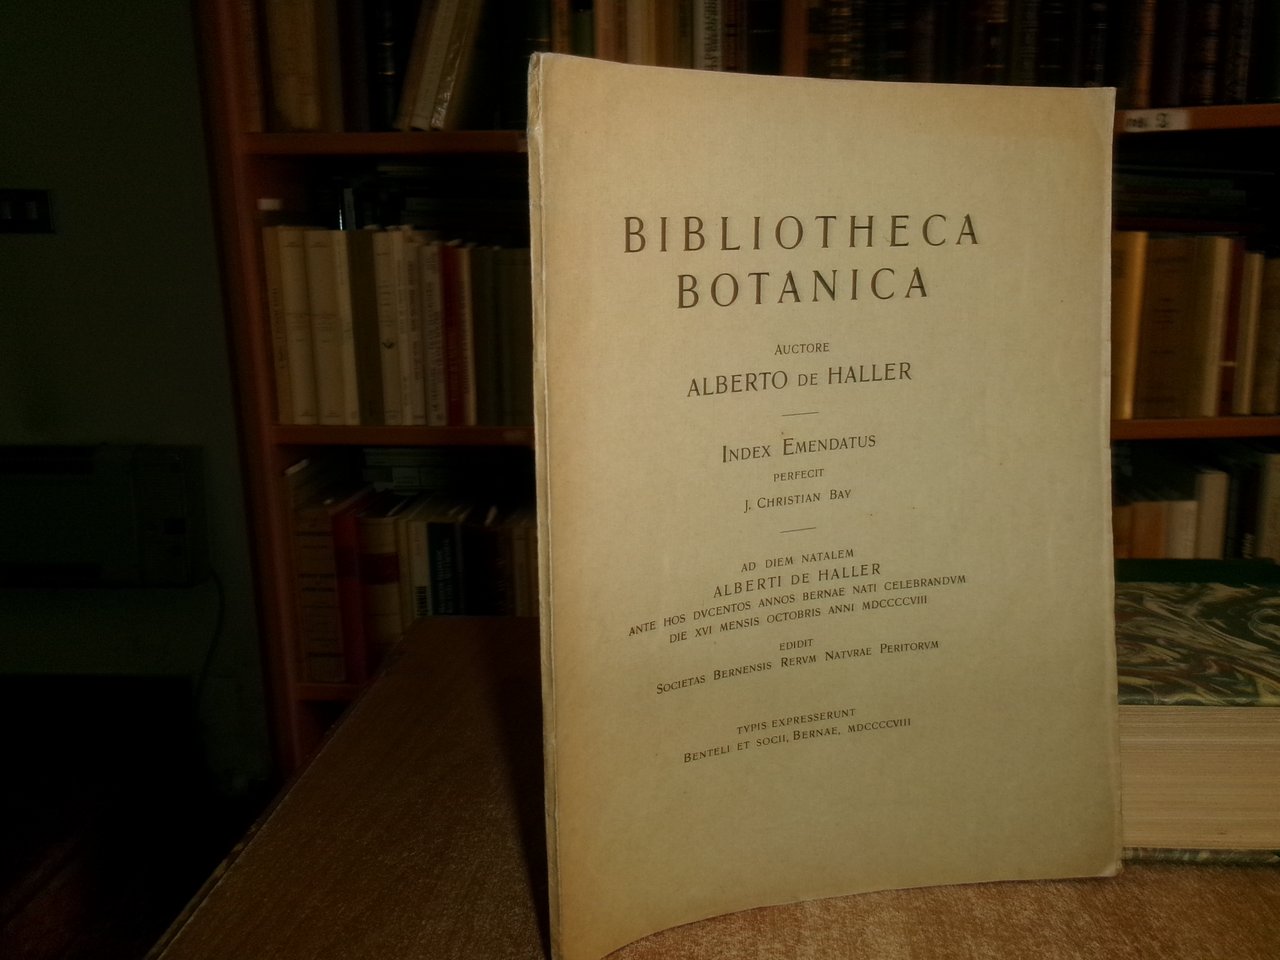 BIBLIOTHECA
BOTANICA
AUCTORE
ALBERTO DE HALLER
INDEX EMENDATUS
PERFECIT
J. CHRISTIAN BAY
AD DIEM NATALEM
ALBERTI DE HALLER
ANTE HOS DVCENTOS ANNOS BERNAE NATI CELEBRANDVM
DIE XVI MENSIS OCTOBRIS ANNI MDCCCCVIII
EDIDIT
SOCIETAS BERNENSIS RERVM NATVRAE PERITORVM
TYPIS EXPRESSERUNT
BENTELI ET SOCII, BERNAE, MDCCCCVIII